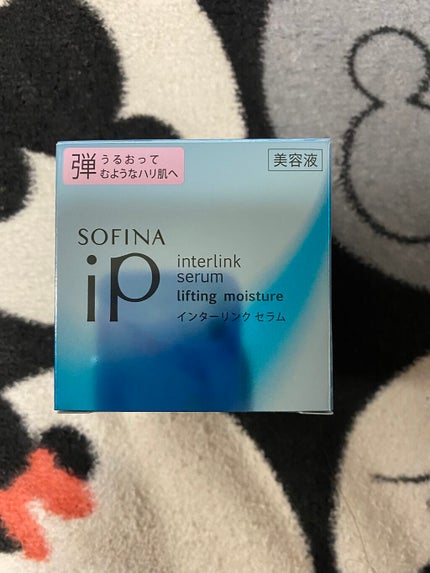 弾
うるおって
むようなハリ肌へ
美容液
SOFINA
iP
interlink
serum
lifting moisture
インターリンク セラム